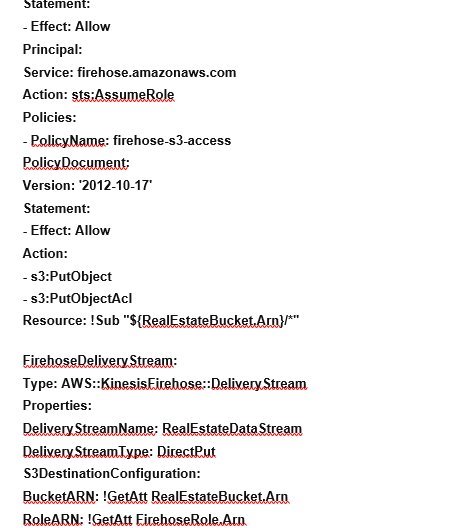 Statement:
- Effect: Allow
Principal:
Service: firehose.amazonaws.com
Action: sts:AssumeRole
Policies:
- PolicyName: firehose-s3-access
PolicyDocument:
Version: '2012-10-17'
Statement:
- Effect: Allow
Action:
- s3:PutObject
- s3:PutObjectAcl
Resource: !Sub "${RealEstateBucket.Arn}/*"
FirehoseDeliveryStream:
Type: AWS::KinesisFirehose::DeliveryStream
Properties:
DeliveryStreamName: RealEstateDataStream
DeliveryStreamType: DirectPut
S3DestinationConfiguration:
BucketARN: !GetAtt RealEstateBucket.Arn
RoleARN: !GetAtt FirehoseRole.Arn